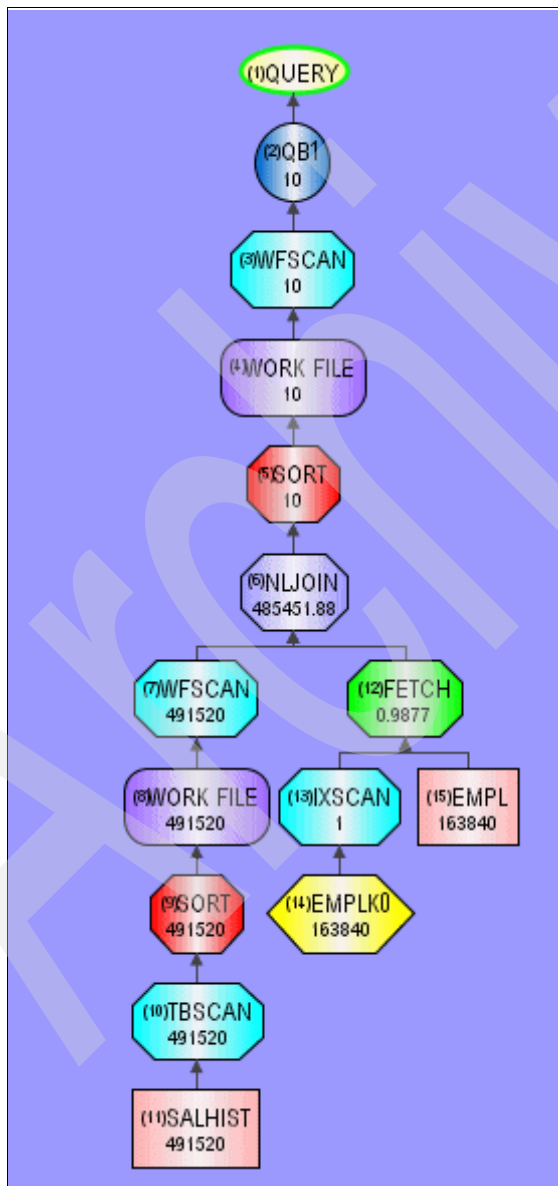 (1)QUERY
(2)QB1
10
(3)WFSCAN
10
(4)WORK FILE
10
(5)SORT
10
(6)NLJOIN
485451.88
(7)WFSCAN
491520
(12)FETCH
0.9877
(8)WORK FILE
491520
(13)IXSCAN
1
(15)EMPL
163840
(9)SORT
491520
(14)EMPLK0
163840
(10)TBSCAN
491520
(11)SALHIST
491520